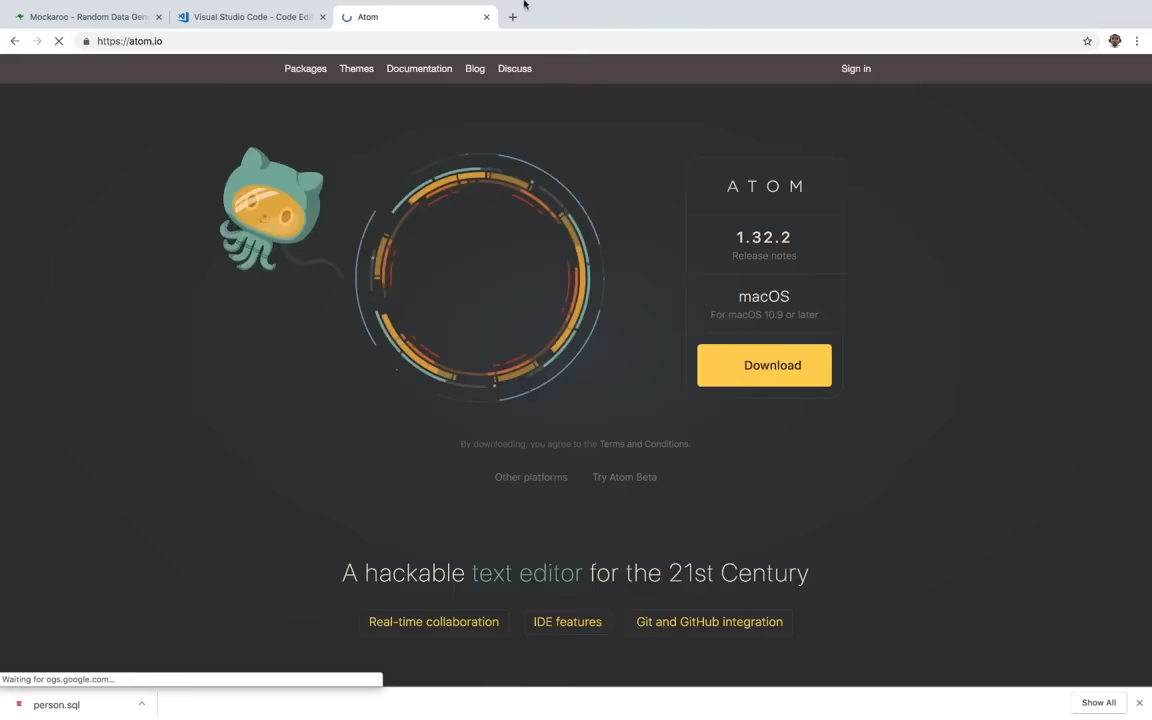 Mockaroo - Random Data Gen
Visual Studio Code - Code Edi
Atom
https://atom.io
Packages
Themes
Documentation
Blog
Discuss
Sign in
ATOM
1.32.2
Release notes
macOS
For macOS 10.9 or later
Download
By downloading, you agree to the Terms and Conditions.
Other platforms
Try Atom Beta
A hackable text editor for the 21st Century
Real-time collaboration
IDE features
Git and GitHub integration
Waiting for ogs.google.com...
person.sql
Show All